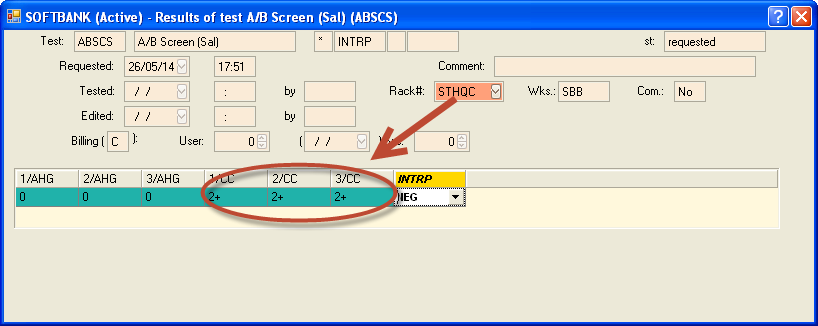 SOFTBANK (Active) - Results of test A/B Screen (Sal) (ABSCS)
Test: ABSCS A/B Screen (Sal) * INTRP st: requested
Requested: 26/05/14 17:51 Comment:
Tested: / / : by Rack#: STHQC Wks.: SBB Com.: No
Edited: / / : by
Billing ( C ): User: 0 ( / / 0
1/AHG 2/AHG 3/AHG 1/CC 2/CC 3/CC INTRP
0 0 0 2+ 2+ 2+ IEG